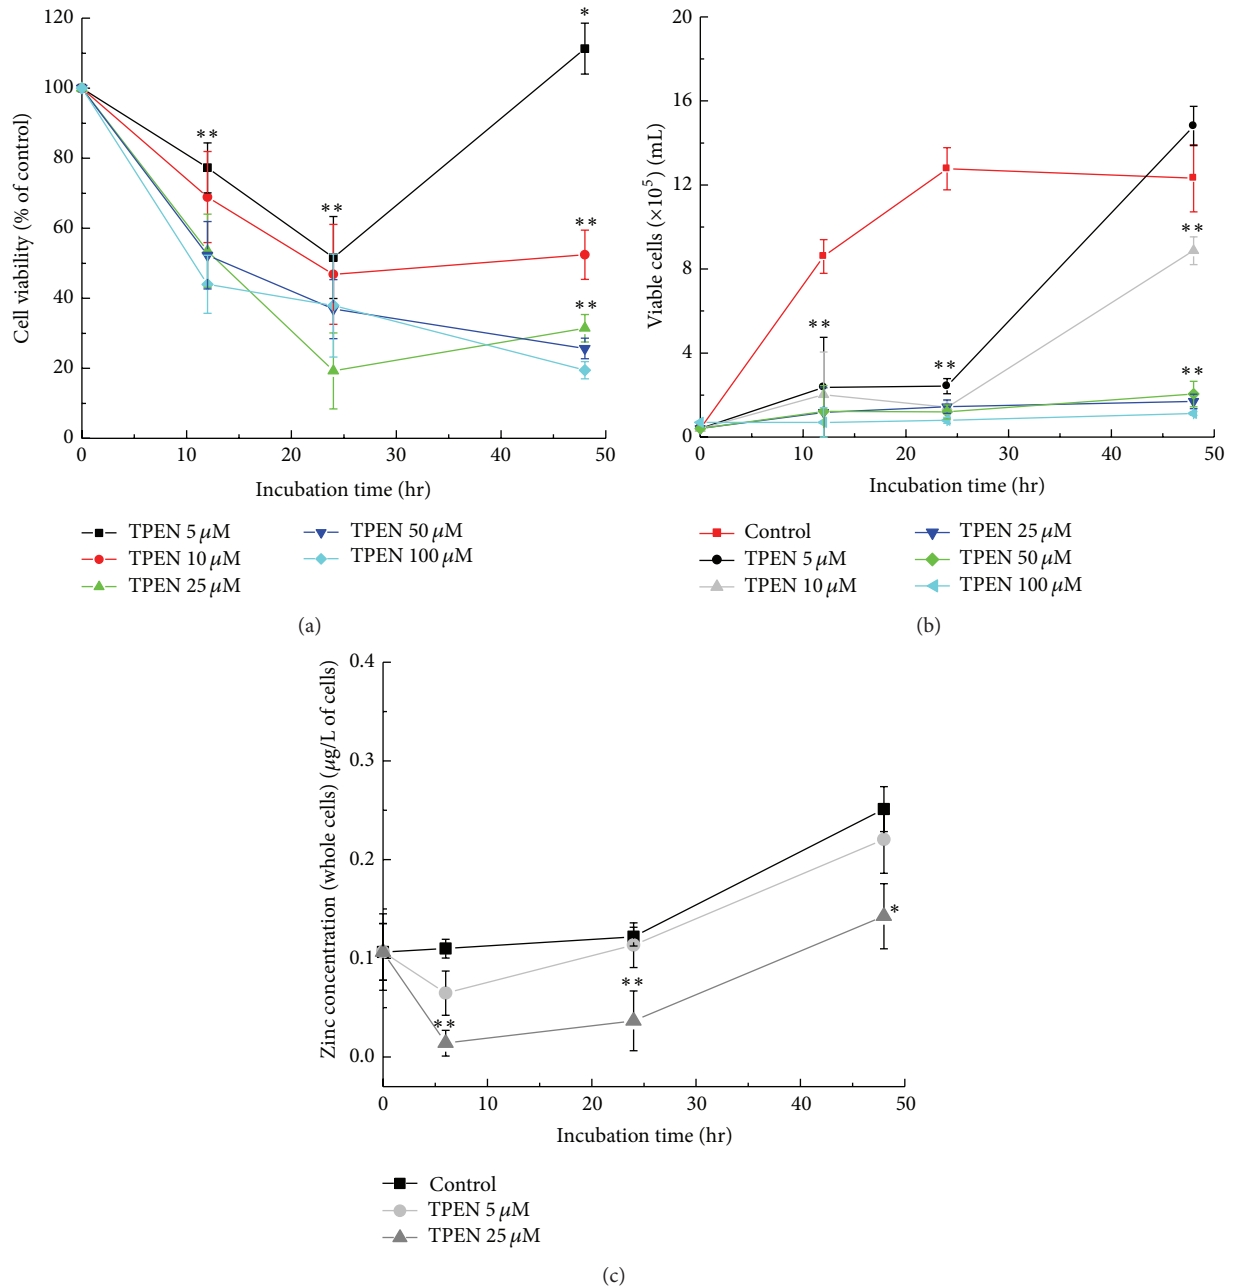 Cell viability (% of control)
120
100
80
60
40
20
0
*
**
**
**
**
0 10 20 30 40 50
Incubation time (hr)
TPEN 5 μM
TPEN 10 μM
TPEN 25 μM
TPEN 50 μM
TPEN 100 μM
(a)
Viable cells (×10⁵) (mL)
20
16
12
8
4
0
**
**
**
**
0 10 20 30 40 50
Incubation time (hr)
Control
TPEN 5 μM
TPEN 10 μM
TPEN 25 μM
TPEN 50 μM
TPEN 100 μM
(b)
Zinc concentration (whole cells) (μg/L of cells)
0.4
0.3
0.2
0.1
0.0
**
**
*
0 10 20 30 40 50
Incubation time (hr)
Control
TPEN 5 μM
TPEN 25 μM
(c)